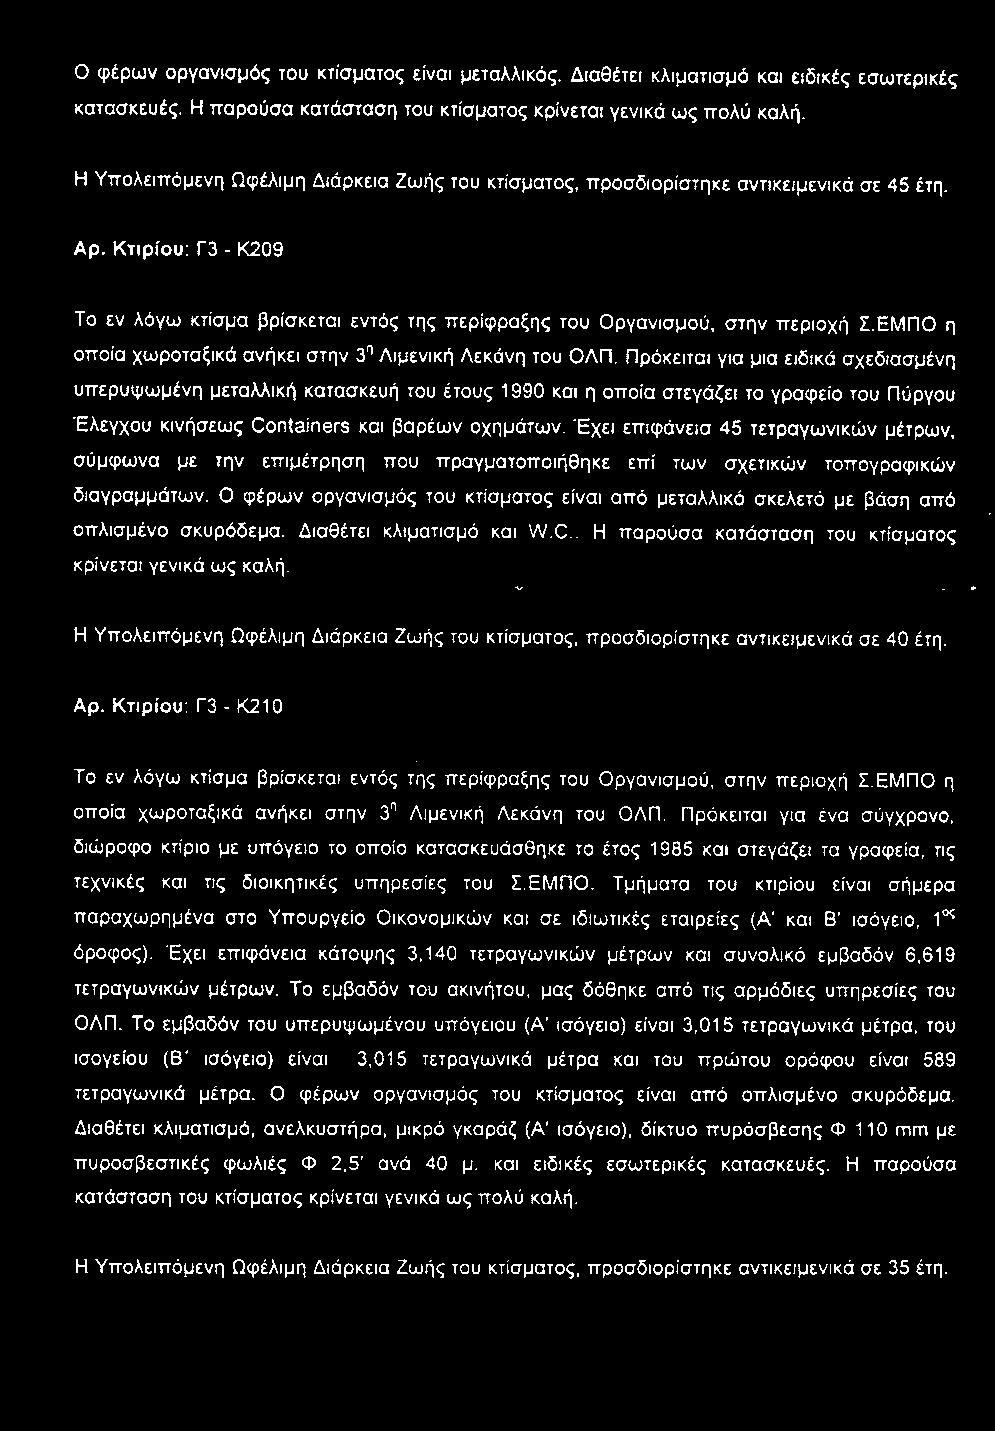 Ο φέρων οργανισμός του κτίσματος είναι μεταλλικός. Διαθέτει κλιματισμό και ειδικές εσωτερικές
κατασκευές. Η παρούσα κατάσταση του κτίσματος κρίνεται γενικά ως πολύ καλή.
Η Υπολειπόμενη Ωφέλιμη Διάρκεια Ζωής του κτίσματος, προσδιορίστηκε αντικειμενικά σε 45 έτη.
Αρ. Κτιρίου: Γ3 - Κ209
Το εν λόγω κτίσμα βρίσκεται εντός της περίφραξης του Οργανισμού, στην περιοχή Σ.ΕΜΠΟ η
οποία χωροταξικά ανήκει στην 3η Λιμενική Λεκάνη του ΟΛΠ. Πρόκειται για μια ειδικά σχεδιασμένη
υπερυψωμένη μεταλλική κατασκευή του έτους 1990 και η οποία στεγάζει το γραφείο του Πύργου
Έλεγχου κινήσεως Containers και βαρέων οχημάτων. Έχει επιφάνεια 45 τετραγωνικών μέτρων,
σύμφωνα με την επιμέτρηση που πραγματοποιήθηκε επί των σχετικών τοπογραφικών
διαγραμμάτων. Ο φέρων οργανισμός του κτίσματος είναι από μεταλλικό σκελετό με βάση από
οπλισμένο σκυρόδεμα. Διαθέτει κλιματισμό και W.C.. Η παρούσα κατάσταση του κτίσματος
κρίνεται γενικά ως καλή.
Η Υπολειπόμενη Ωφέλιμη Διάρκεια Ζωής του κτίσματος, προσδιορίστηκε αντικειμενικά σε 40 έτη.
Αρ. Κτιρίου: Γ3 - Κ210
Το εν λόγω κτίσμα βρίσκεται εντός της περίφραξης του Οργανισμού, στην περιοχή Σ.ΕΜΠΟ η
οποία χωροταξικά ανήκει στην 3η Λιμενική Λεκάνη του ΟΛΠ. Πρόκειται για ένα σύγχρονο,
διώροφο κτίριο με υπόγειο το οποίο κατασκευάσθηκε το έτος 1985 και στεγάζει τα γραφεία, τις
τεχνικές και τις διοικητικές υπηρεσίες του Σ.ΕΜΠΟ. Τμήματα του κτιρίου είναι σήμερα
παραχωρημένα στο Υπουργείο Οικονομικών και σε ιδιωτικές εταιρείες (Α' και Β' ισόγειο, 1ος
όροφος). Έχει επιφάνεια κάτοψης 3,140 τετραγωνικών μέτρων και συνολικό εμβαδόν 6,619
τετραγωνικών μέτρων. Το εμβαδόν του ακινήτου, μας δόθηκε από τις αρμόδιες υπηρεσίες του
ΟΛΠ. Το εμβαδόν του υπερυψωμένου υπόγειου (Α' ισόγειο) είναι 3,015 τετραγωνικά μέτρα, του
ισογείου (Β' ισόγειο) είναι 3,015 τετραγωνικά μέτρα και του πρώτου ορόφου είναι 589
τετραγωνικά μέτρα. Ο φέρων οργανισμός του κτίσματος είναι από οπλισμένο σκυρόδεμα.
Διαθέτει κλιματισμό, ανελκυστήρα, μικρό γκαράζ (Α' ισόγειο), δίκτυο πυρόσβεσης Φ 110 mm με
πυροσβεστικές φωλιές Φ 2,5' ανά 40 μ. και ειδικές εσωτερικές κατασκευές. Η παρούσα
κατάσταση του κτίσματος κρίνεται γενικά ως πολύ καλή.
Η Υπολειπόμενη Ωφέλιμη Διάρκεια Ζωής του κτίσματος, προσδιορίστηκε αντικειμενικά σε 35 έτη.